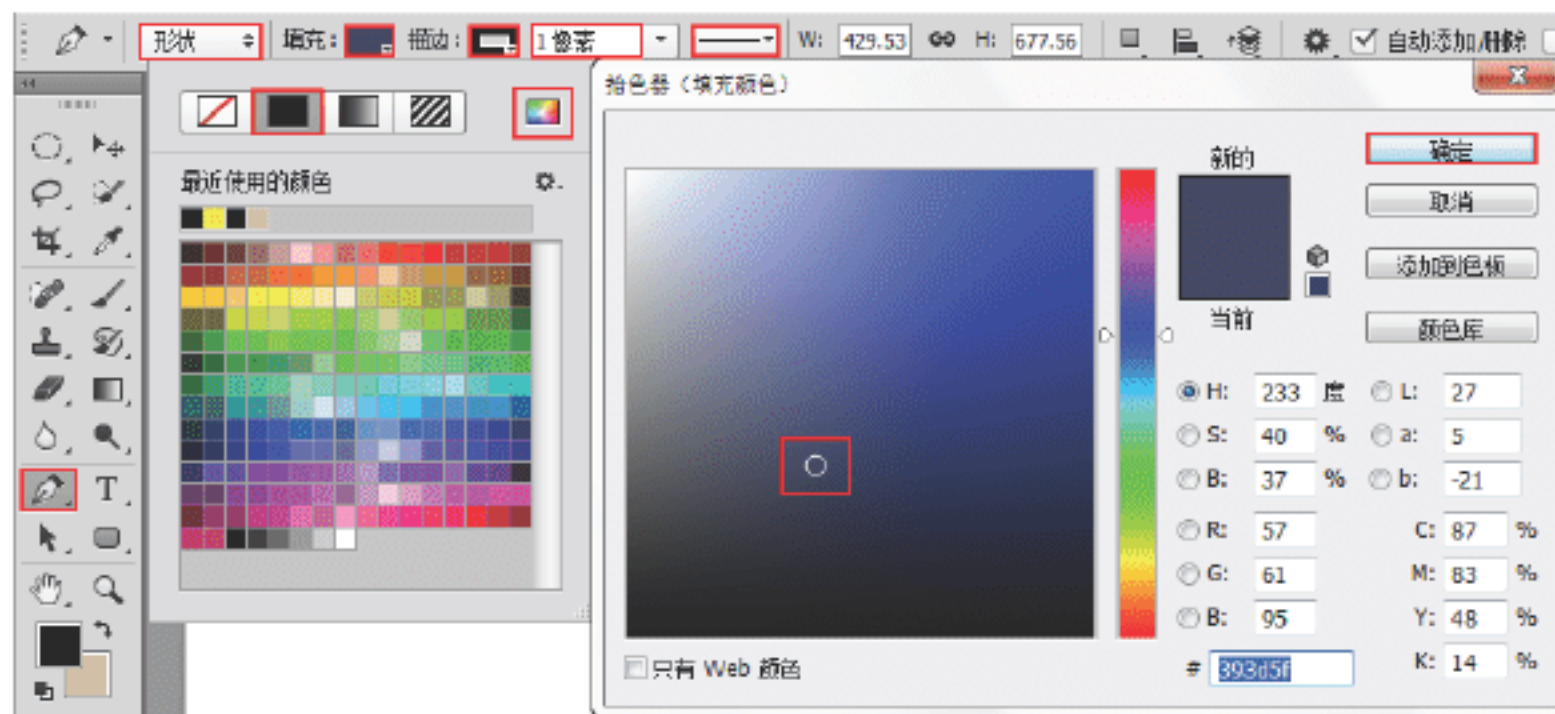 形状 填充: 描边: 1 像素 W: 429.53 H: 677.56 自动添加/删除
拾色器（填充颜色）
最近使用的颜色
新的
当前
确定
取消
添加到色板
颜色库
H: 233 度 L: 27
S: 40 % a: 5
B: 37 % b: -21
R: 57 C: 87 %
G: 61 M: 83 %
B: 95 Y: 48 %
只有 Web 颜色 # 393d5f K: 14 %
T